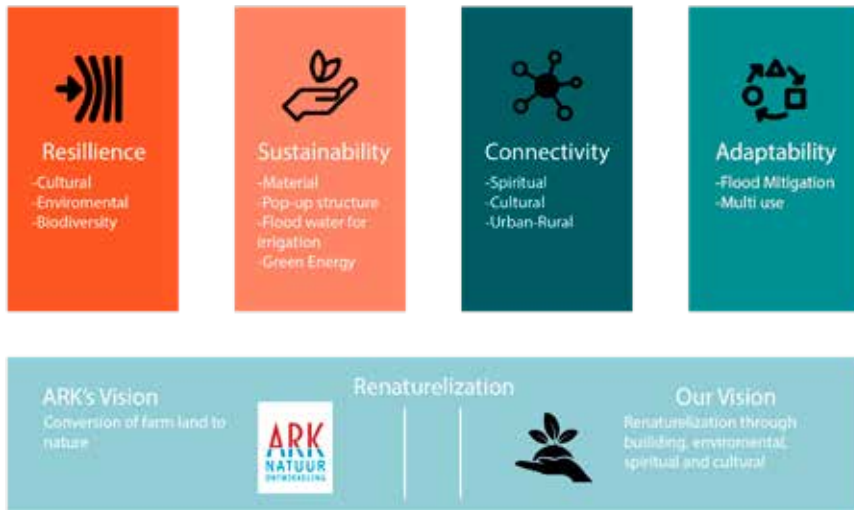 Resillience
-Cultural
-Enviromental
-Biodiversity
Sustainability
-Material
-Pop-up structure
-Flood water for
irrigation
-Green Energy
Connectivity
-Spiritual
-Cultural
-Urban-Rural
Adaptability
-Flood Mitigation
-Multi use
ARK's Vision
Conversion of farm land to
nature
ARK
NATUUR
ONTWIKKELING
Renaturelization
Our Vision
Renaturelization through
buiilding, enviromental,
spiritual and cultural